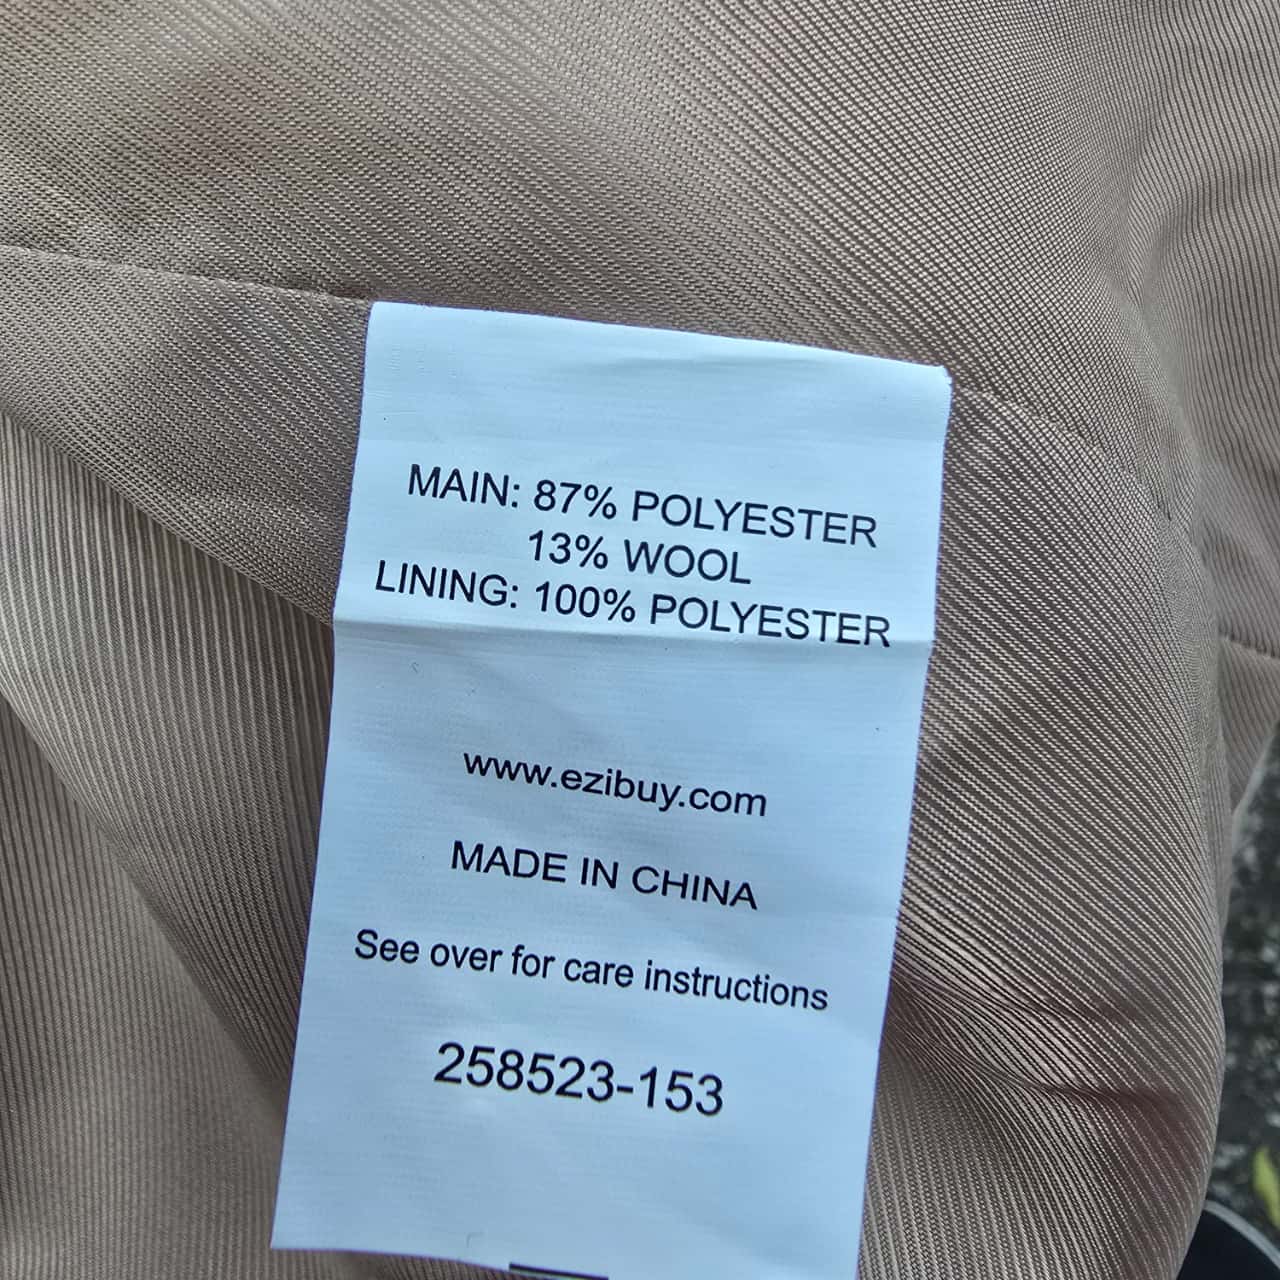 MAIN: 87% POLYESTER
13% WOOL
LINING: 100% POLYESTER
www.ezibuy.com
MADE IN CHINA
See over for care instructions
258523-153